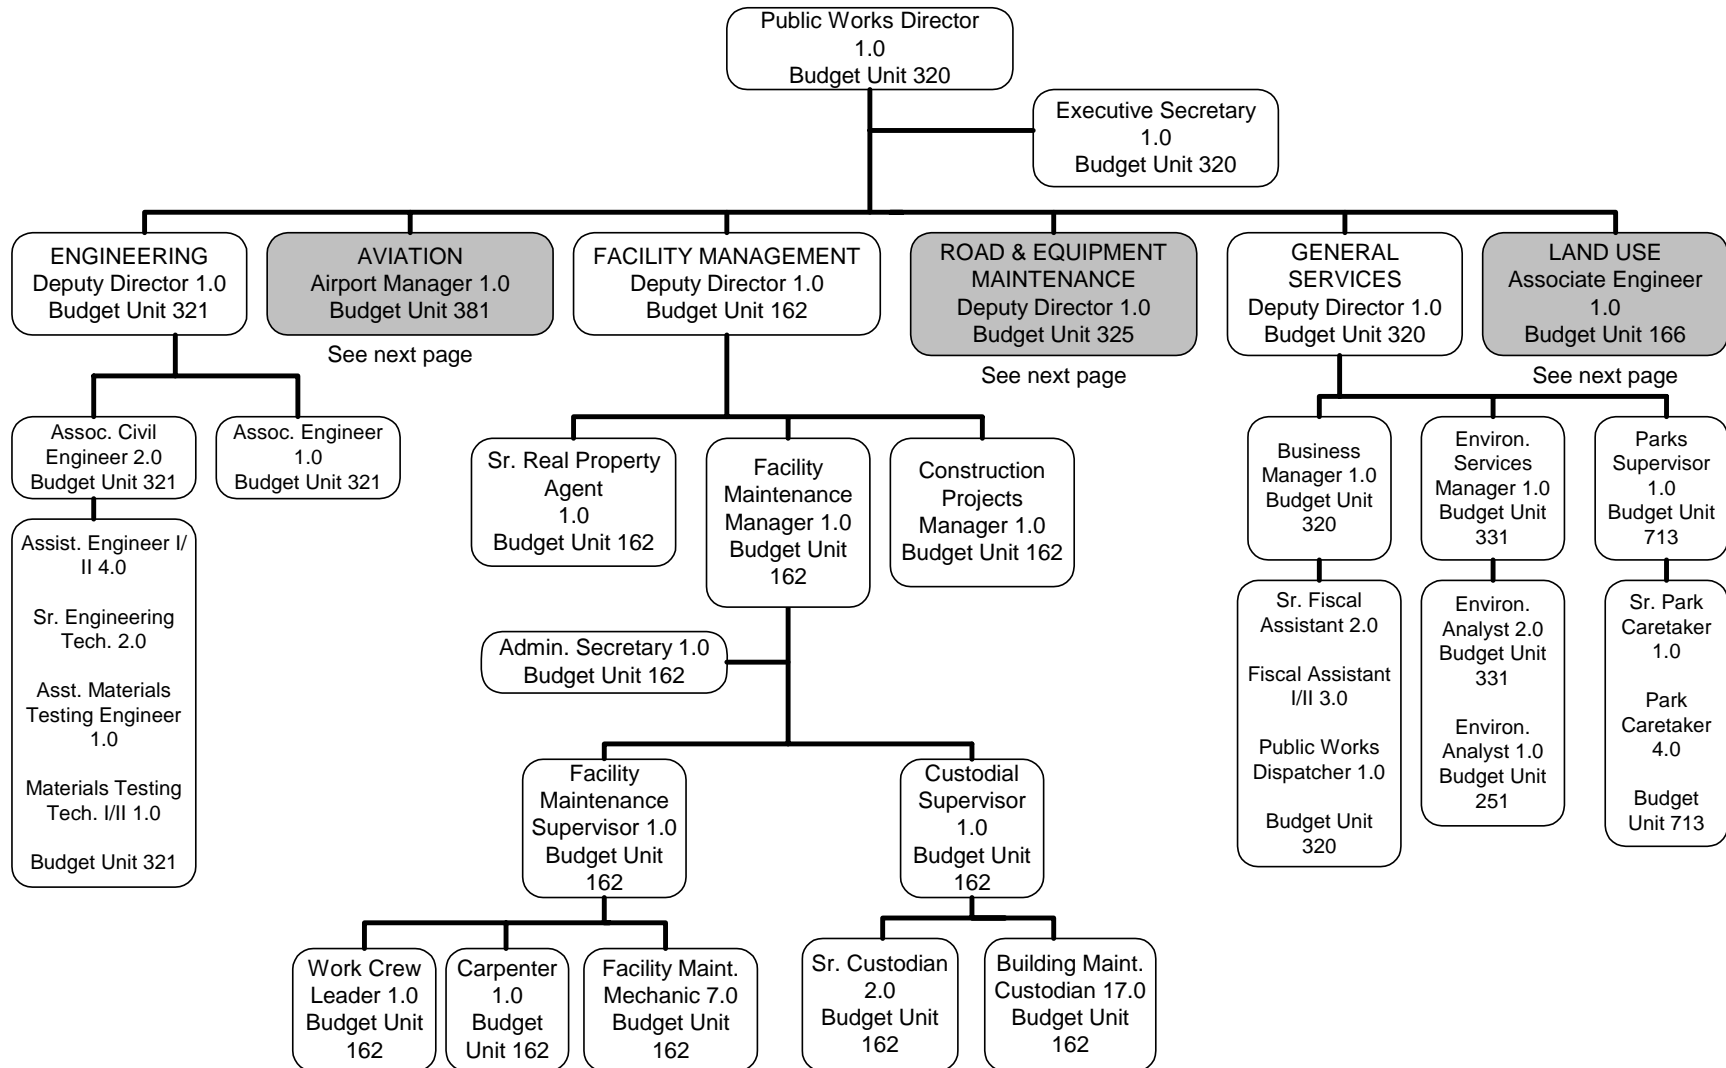 Public Works Director
1.0
Budget Unit 320
Executive Secretary
1.0
Budget Unit 320
ENGINEERING
Deputy Director 1.0
Budget Unit 321
AVIATION
Airport Manager 1.0
Budget Unit 381
See next page
FACILITY MANAGEMENT
Deputy Director 1.0
Budget Unit 162
ROAD & EQUIPMENT
MAINTENANCE
Deputy Director 1.0
Budget Unit 325
See next page
GENERAL
SERVICES
Deputy Director 1.0
Budget Unit 320
LAND USE
Associate Engineer
1.0
Budget Unit 166
See next page
Assoc. Civil
Engineer 2.0
Budget Unit 321
Assoc. Engineer
1.0
Budget Unit 321
Assist. Engineer I/
II 4.0
Sr. Engineering
Tech. 2.0
Asst. Materials
Testing Engineer
1.0
Materials Testing
Tech. I/II 1.0
Budget Unit 321
Sr. Real Property
Agent
1.0
Budget Unit 162
Facility
Maintenance
Manager 1.0
Budget Unit
162
Construction
Projects
Manager 1.0
Budget Unit 162
Business
Manager 1.0
Budget Unit
320
Environ.
Services
Manager 1.0
Budget Unit
331
Parks
Supervisor
1.0
Budget Unit
713
Sr. Fiscal
Assistant 2.0
Fiscal Assistant
I/II 3.0
Public Works
Dispatcher 1.0
Budget Unit
320
Environ.
Analyst 2.0
Budget Unit
331
Environ.
Analyst 1.0
Budget Unit
251
Sr. Park
Caretaker
1.0
Park
Caretaker
4.0
Budget
Unit 713
Admin. Secretary 1.0
Budget Unit 162
Facility
Maintenance
Supervisor 1.0
Budget Unit
162
Custodial
Supervisor
1.0
Budget Unit
162
Work Crew
Leader 1.0
Budget Unit
162
Carpenter
1.0
Budget
Unit 162
Facility Maint.
Mechanic 7.0
Budget Unit
162
Sr. Custodian
2.0
Budget Unit
162
Building Maint.
Custodian 17.0
Budget Unit
162